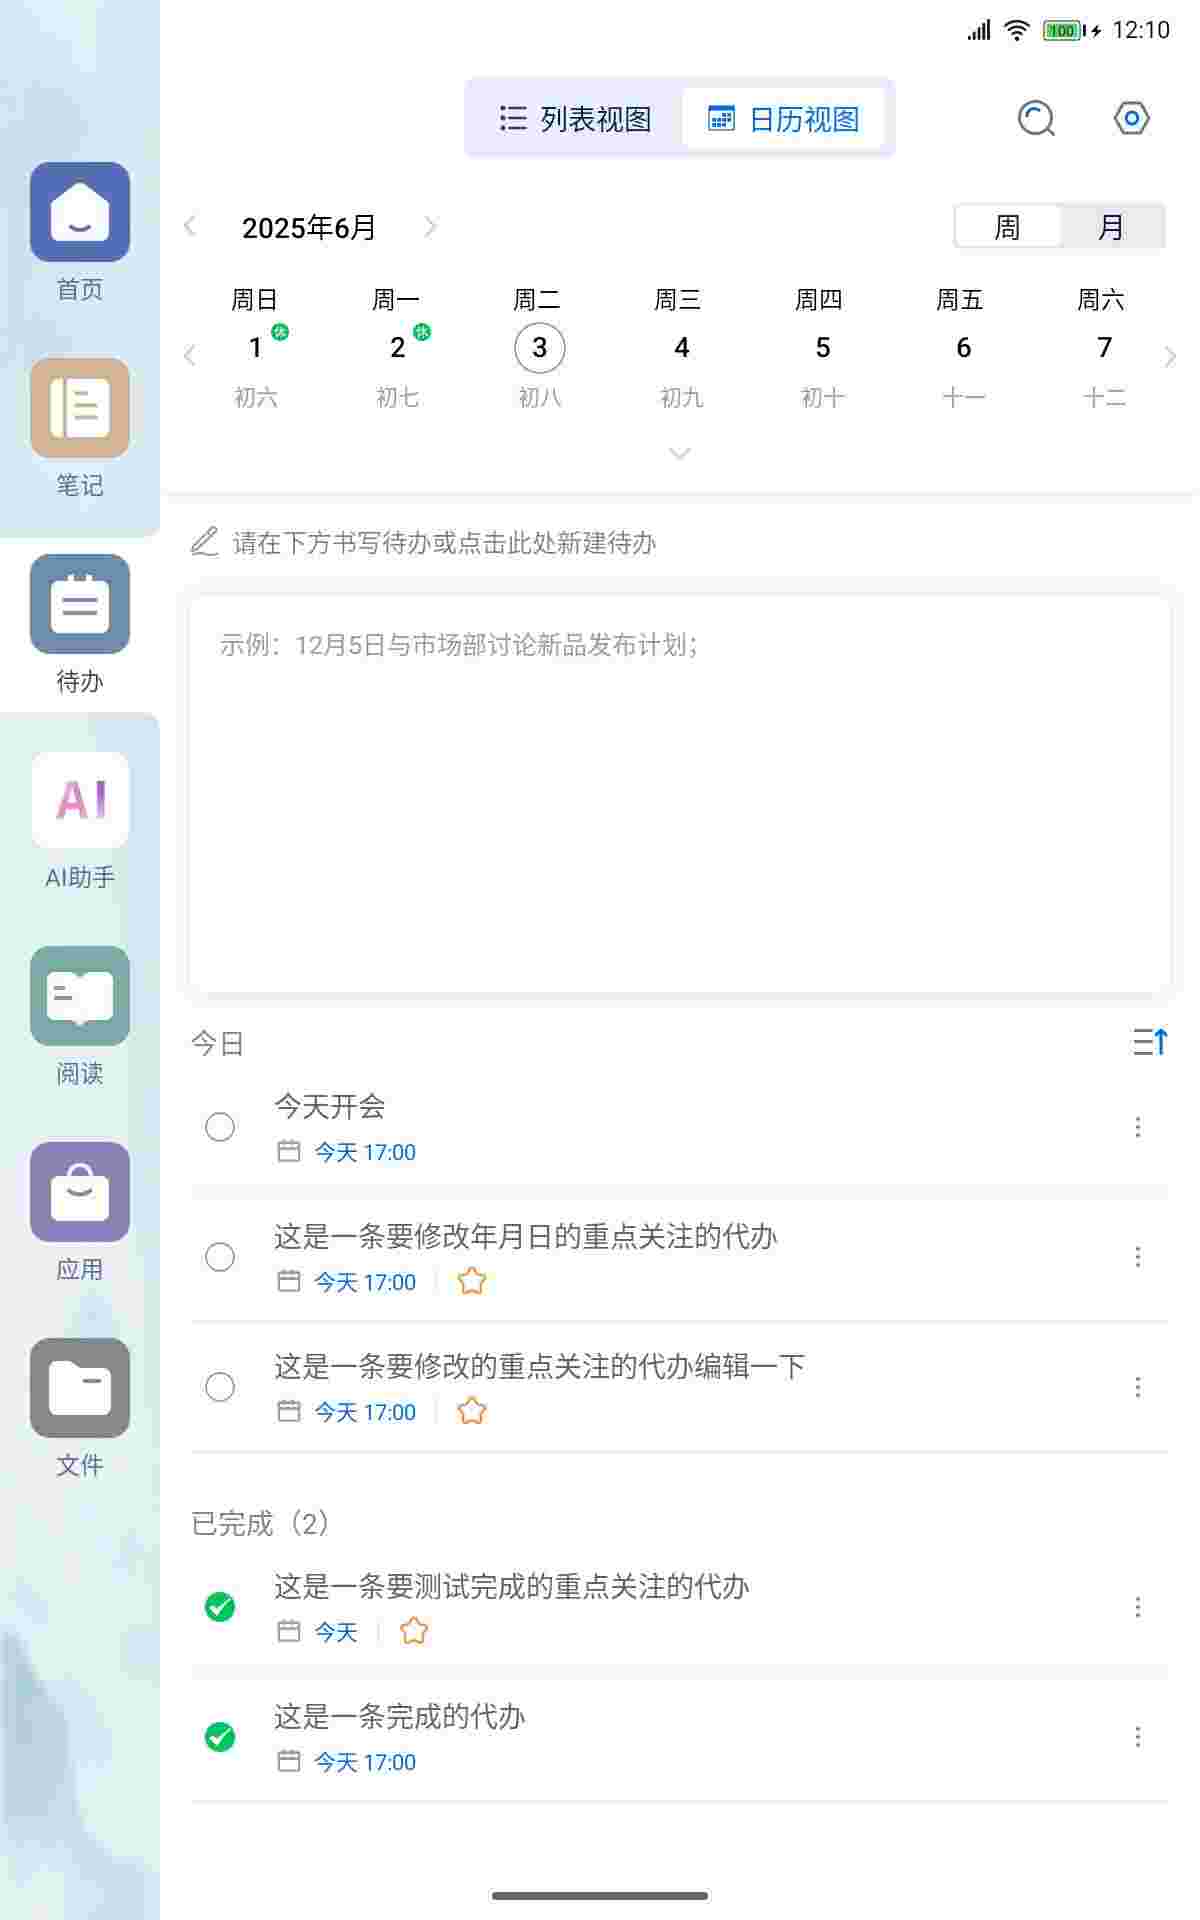 100 12:10
列表视图 日历视图
2025年6月 周 月
周日 周一 周二 周三 周四 周五 周六
1 休 2 休 3 4 5 6 7
初六 初七 初八 初九 初十 十一 十二
请在下方书写待办或点击此处新建待办
示例：12月5日与市场部讨论新品发布计划；
今日
今天开会
今天 17:00
这是一条要修改年月日的重点关注的代办
今天 17:00
这是一条要修改的重点关注的代办编辑一下
今天 17:00
已完成（2）
这是一条要测试完成的重点关注的代办
今天
这是一条完成的代办
今天 17:00
首页
笔记
待办
AI
AI助手
阅读
应用
文件